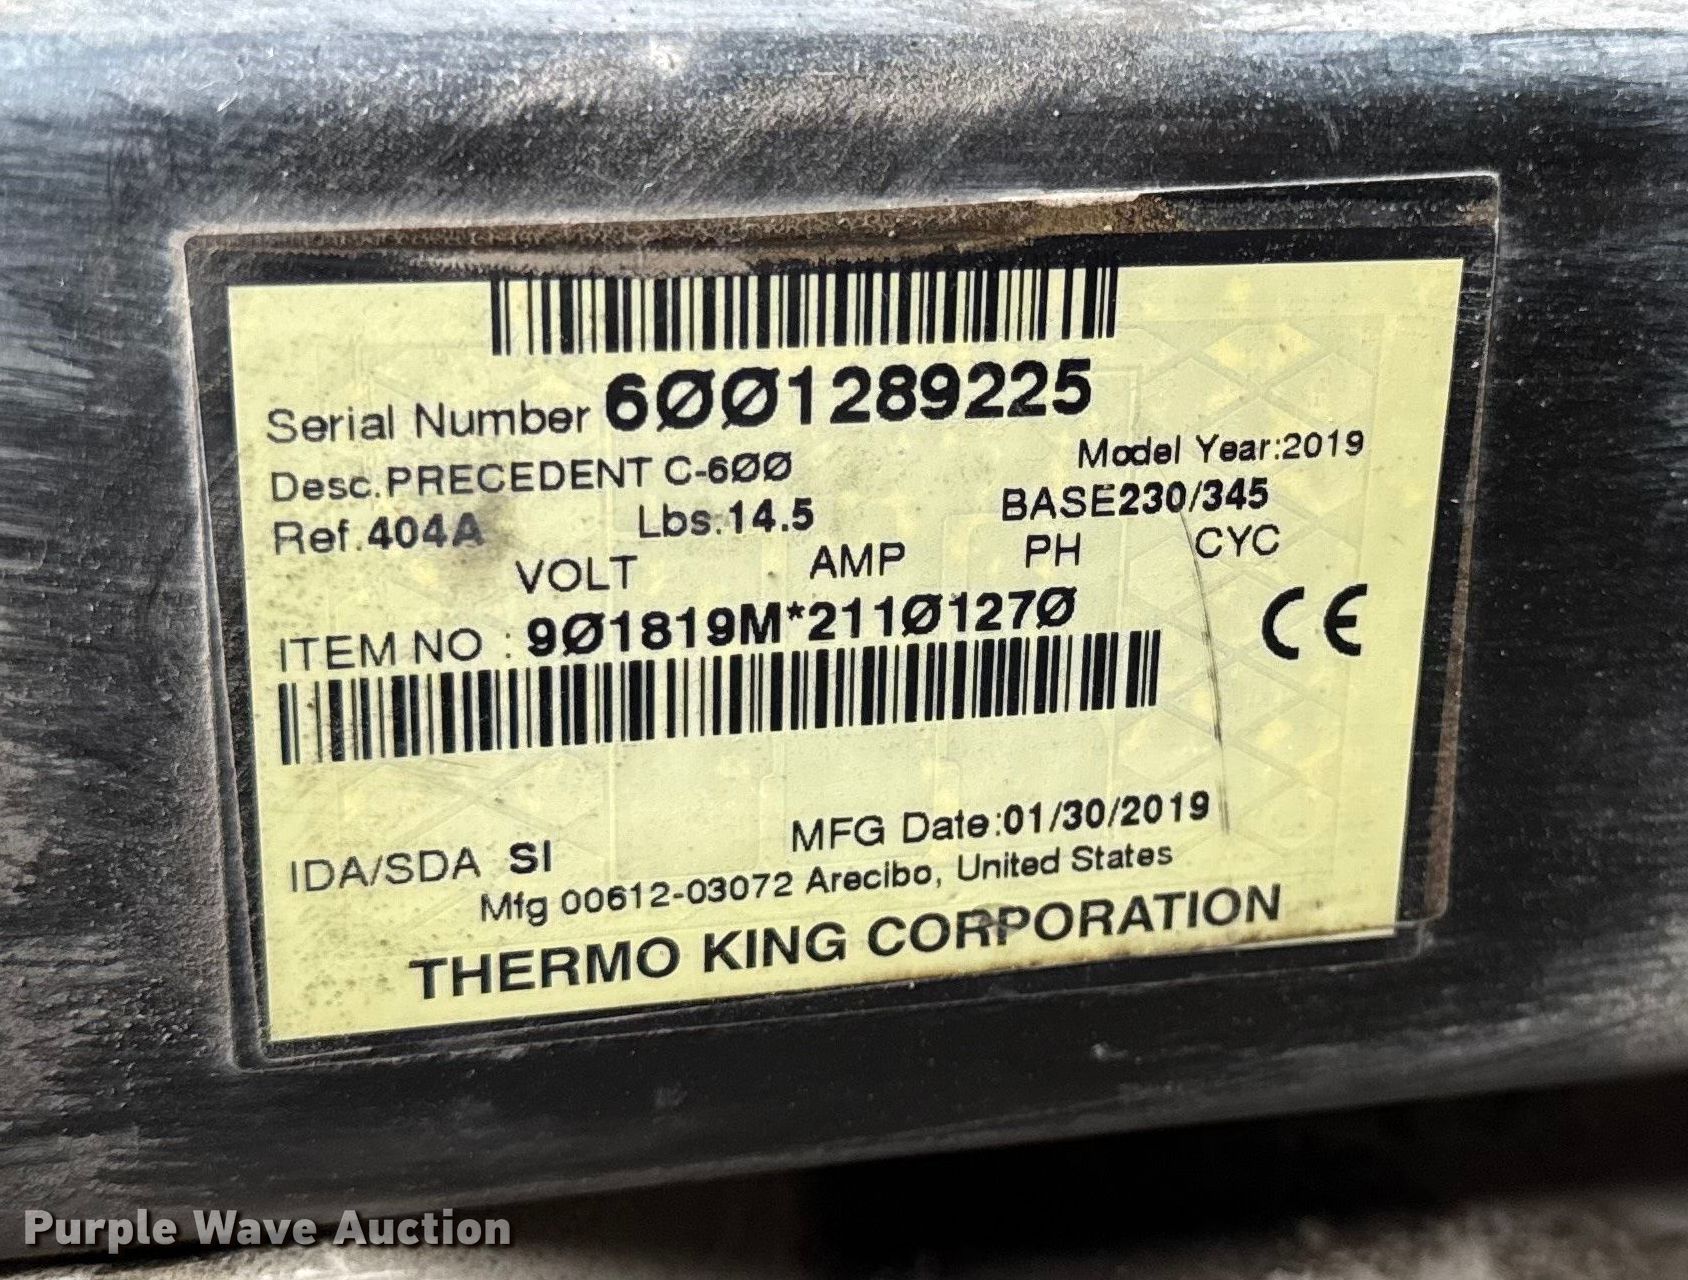 Serial Number 6ØØ1289225
Desc.PRECEDENT C-6ØØ Model Year:2019
Ref.404A Lbs:14.5 BASE230/345
VOLT AMP PH CYC
ITEM NO : 9Ø1819M*211Ø127Ø CE
IDA/SDA SI MFG Date:01/30/2019
Mfg 00612-03072 Arecibo, United States
THERMO KING CORPORATION
Purple Wave Auction